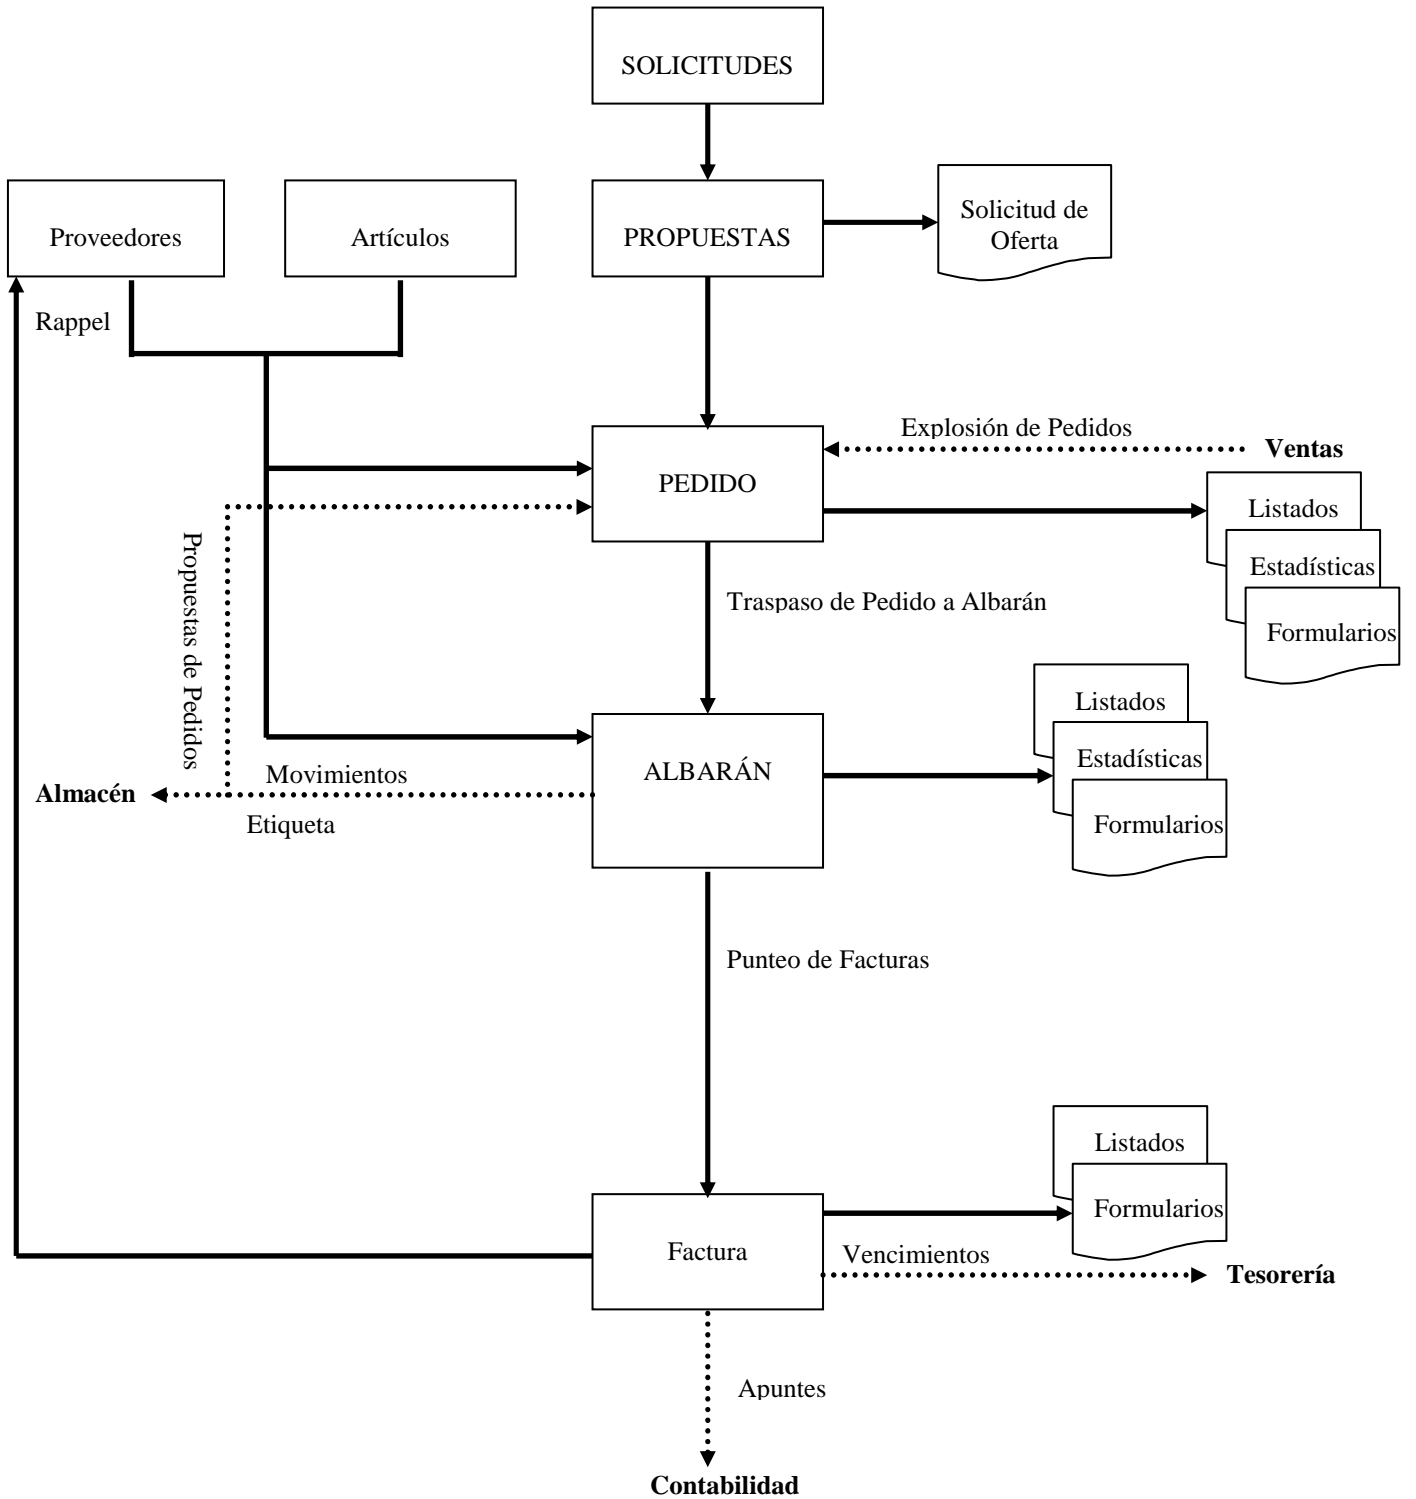 SOLICITUDES
Proveedores
Artículos
PROPUESTAS
Solicitud de
Oferta
Rappel
Explosión de Pedidos
Ventas
PEDIDO
Listados
Estadísticas
Formularios
Propuestas de Pedidos
Traspaso de Pedido a Albarán
Listados
Estadísticas
Formularios
ALBARÁN
Movimientos
Almacén
Etiqueta
Punteo de Facturas
Listados
Formularios
Factura
Vencimientos
Tesorería
Apuntes
Contabilidad